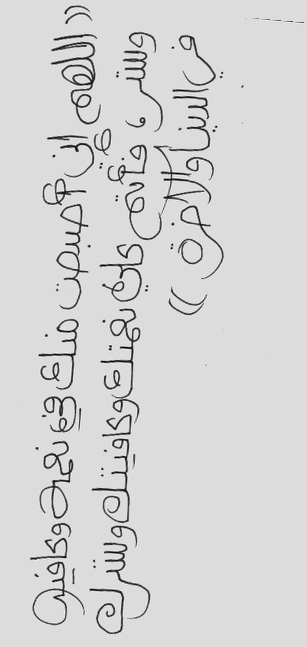 ((اللهم إني أصبحت منك في نعمة وعافية
وستر، فأتم علي نعمتك وعافيتك وسترك
في الدنيا والآخرة))